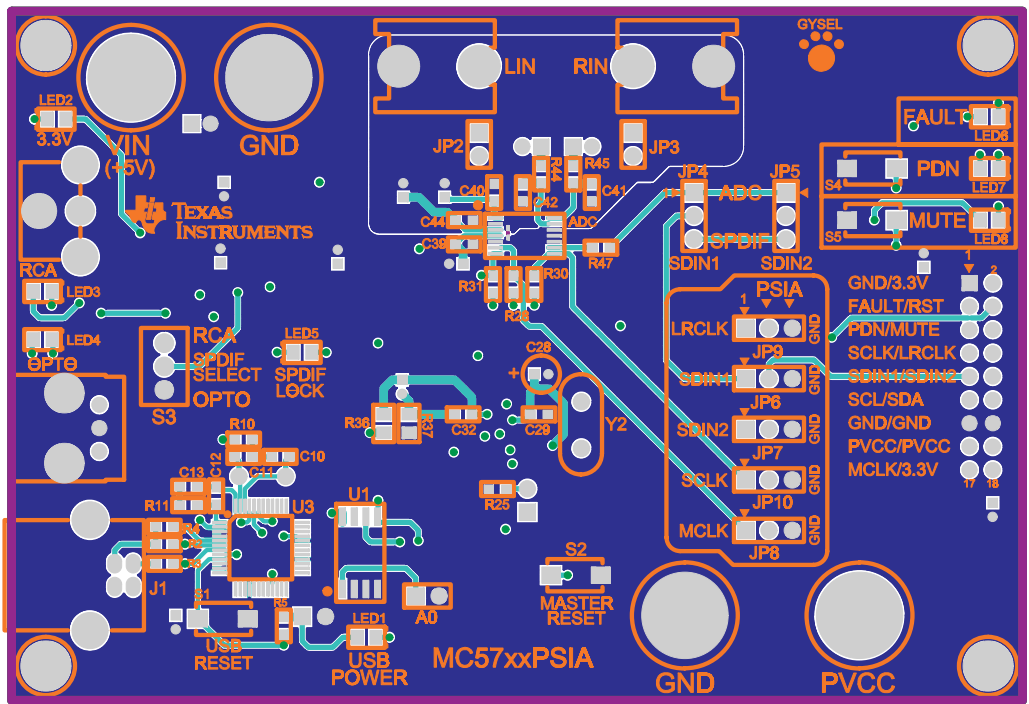 GYSEL
LIN
RIN
LED2
3.3V
VIN
(+5V)
GND
FAULT
LED6
JP2
JP3
R44
R45
S4
PDN
LED7
JP4
JP5
ADC
SPDIF
SDIN1
SDIN2
C40
C42
C41
C44
C39
ADC
R47
S5
MUTE
LED8
TEXAS
INSTRUMENTS
RCA
LED3
LED4
OPTO
R31
R30
R29
PSIA
1
LRCLK
GND
JP9
SDIN1
GND
JP6
SDIN2
GND
JP7
SCLK
GND
JP10
MCLK
GND
JP8
1
2
GND/3.3V
FAULT/RST
PDN/MUTE
SCLK/LRCLK
SDIN1/SDIN2
SCL/SDA
GND/GND
PVCC/PVCC
MCLK/3.3V
17
18
RCA
SPDIF
SELECT
OPTO
S3
LED5
SPDIF
LOCK
C28
+
R36
R37
C32
C29
Y2
R10
C13
C12
C11
C10
R11
U3
U1
R25
J1
S1
USB
RESET
R5
LED1
USB
POWER
A0
S2
MASTER
RESET
MC57xxPSIA
GND
PVCC